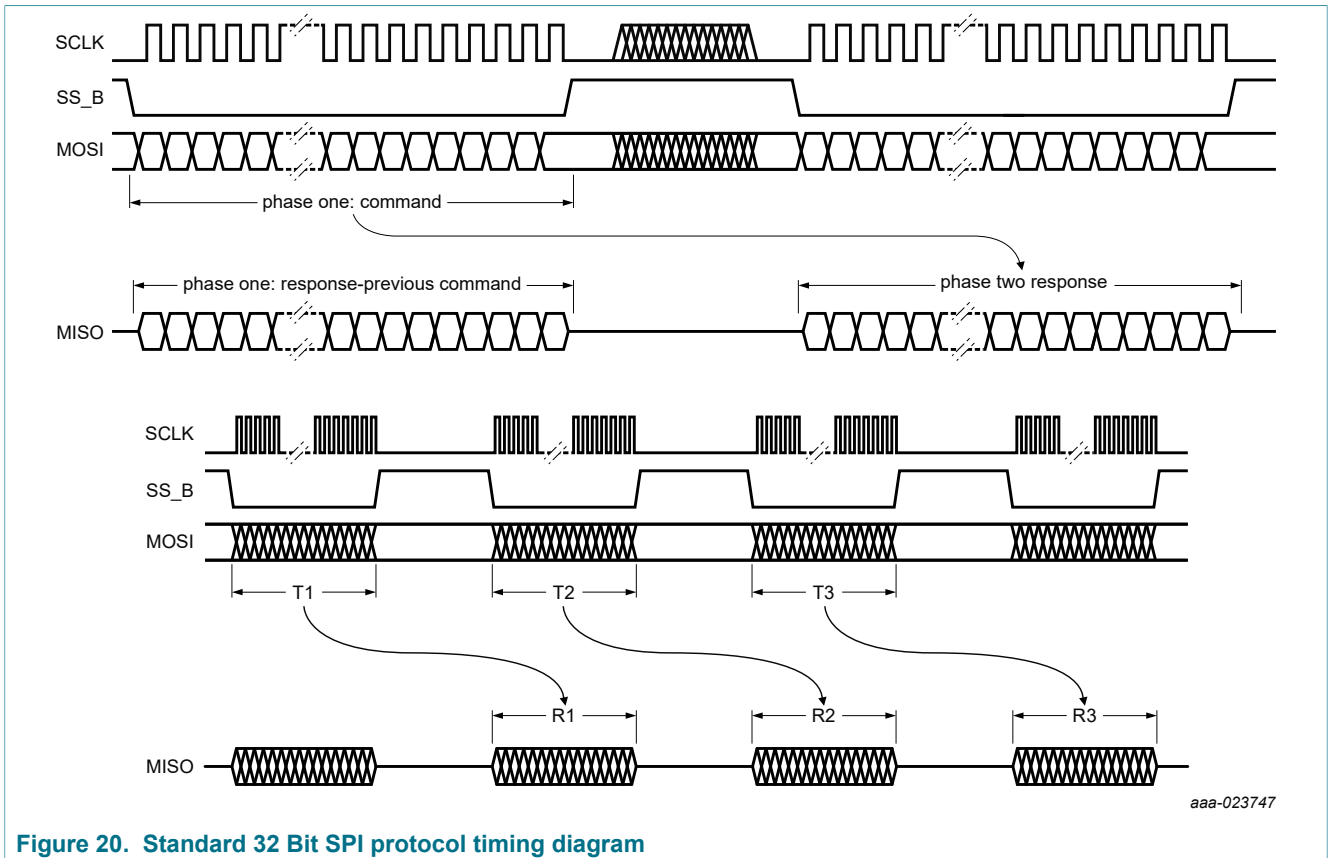 SCLK
SS_B
MOSI
phase one: command
phase one: response-previous command
phase two response
MISO
SCLK
SS_B
MOSI
T1 T2 T3
R1 R2 R3
MISO
aaa-023747
Figure 20. Standard 32 Bit SPI protocol timing diagram